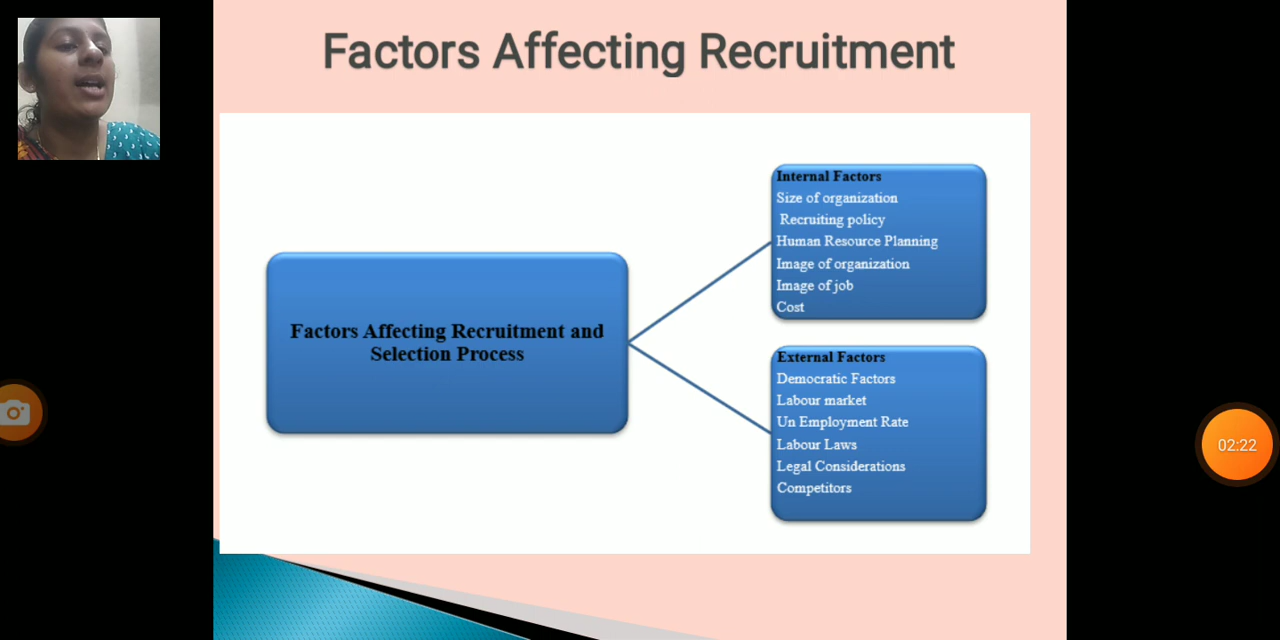 Factors Affecting Recruitment
Factors Affecting Recruitment and
Selection Process
Internal Factors
Size of organization
Recruiting policy
Human Resource Planning
Image of organization
Image of job
Cost
External Factors
Democratic Factors
Labour market
Un Employment Rate
Labour Laws
Legal Considerations
Competitors
02:22